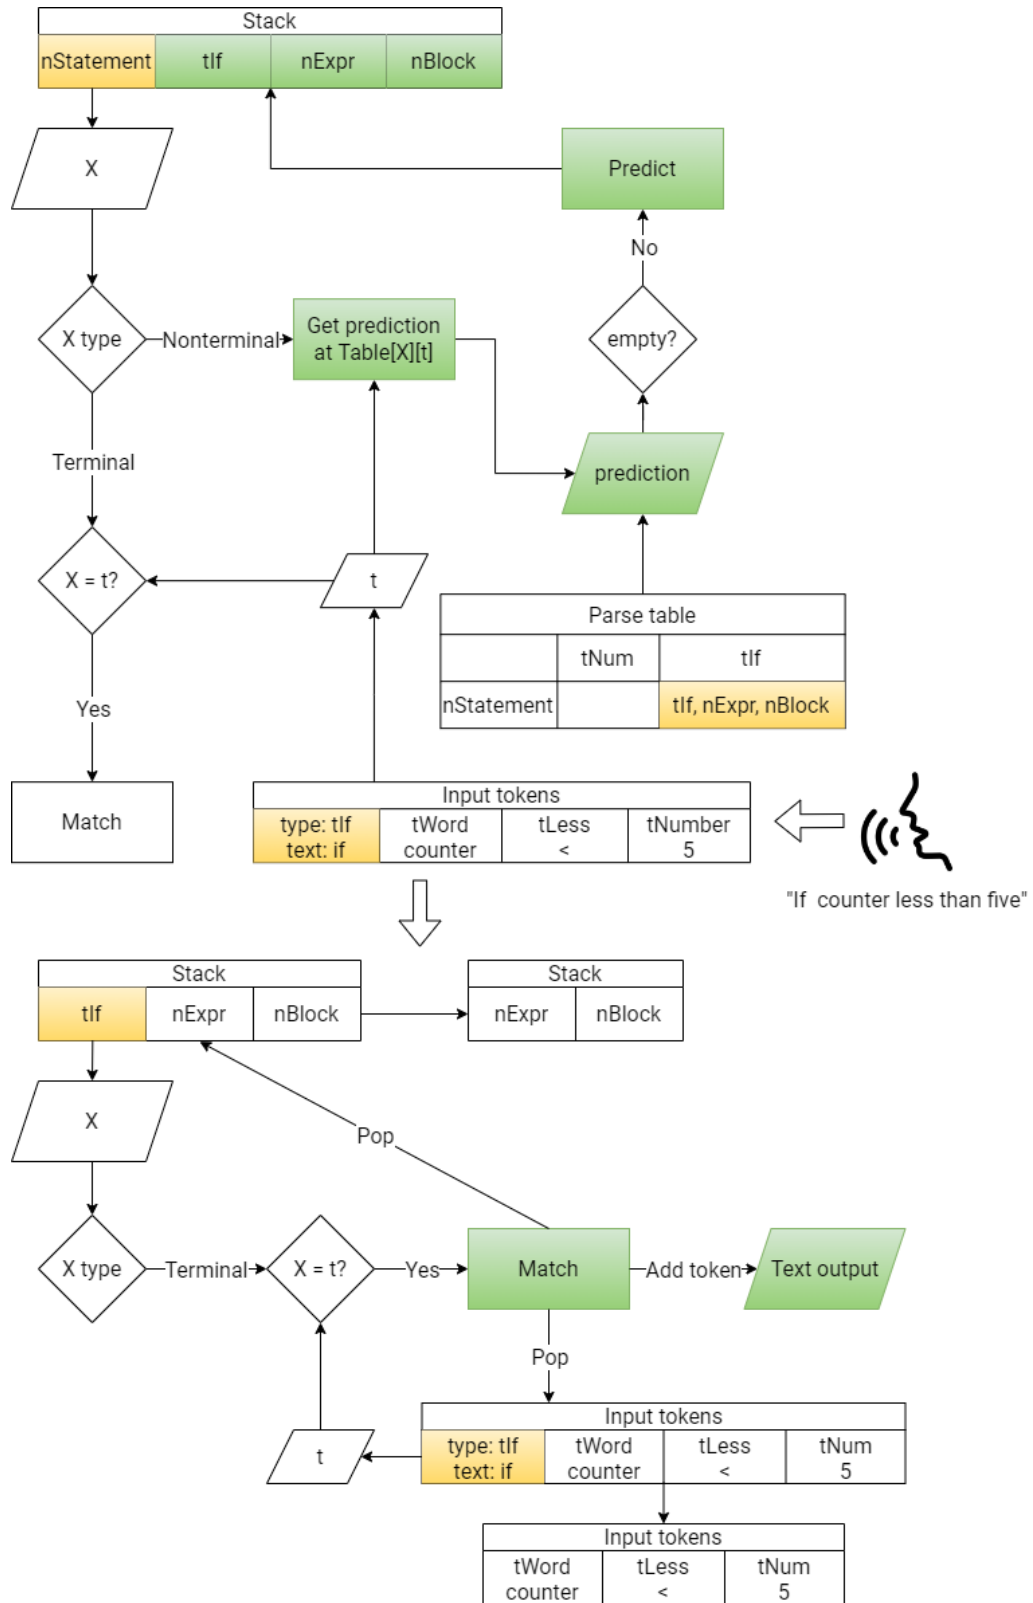 Stack
nStatement tIf nExpr nBlock
X
Predict
No
X type
Nonterminal
Get prediction
at Table[X][t]
empty?
Terminal
prediction
X = t?
t
Parse table
tNum tIf
nStatement tIf, nExpr, nBlock
Yes
Match
Input tokens
type: tIf tWord tLess tNumber
text: if counter < 5
"If counter less than five"
Stack
tIf nExpr nBlock
Stack
nExpr nBlock
X
Pop
X type
Terminal
X = t?
Yes
Match
Add token
Text output
Pop
Input tokens
type: tIf tWord tLess tNum
text: if counter < 5
t
Input tokens
tWord tLess tNum
counter < 5